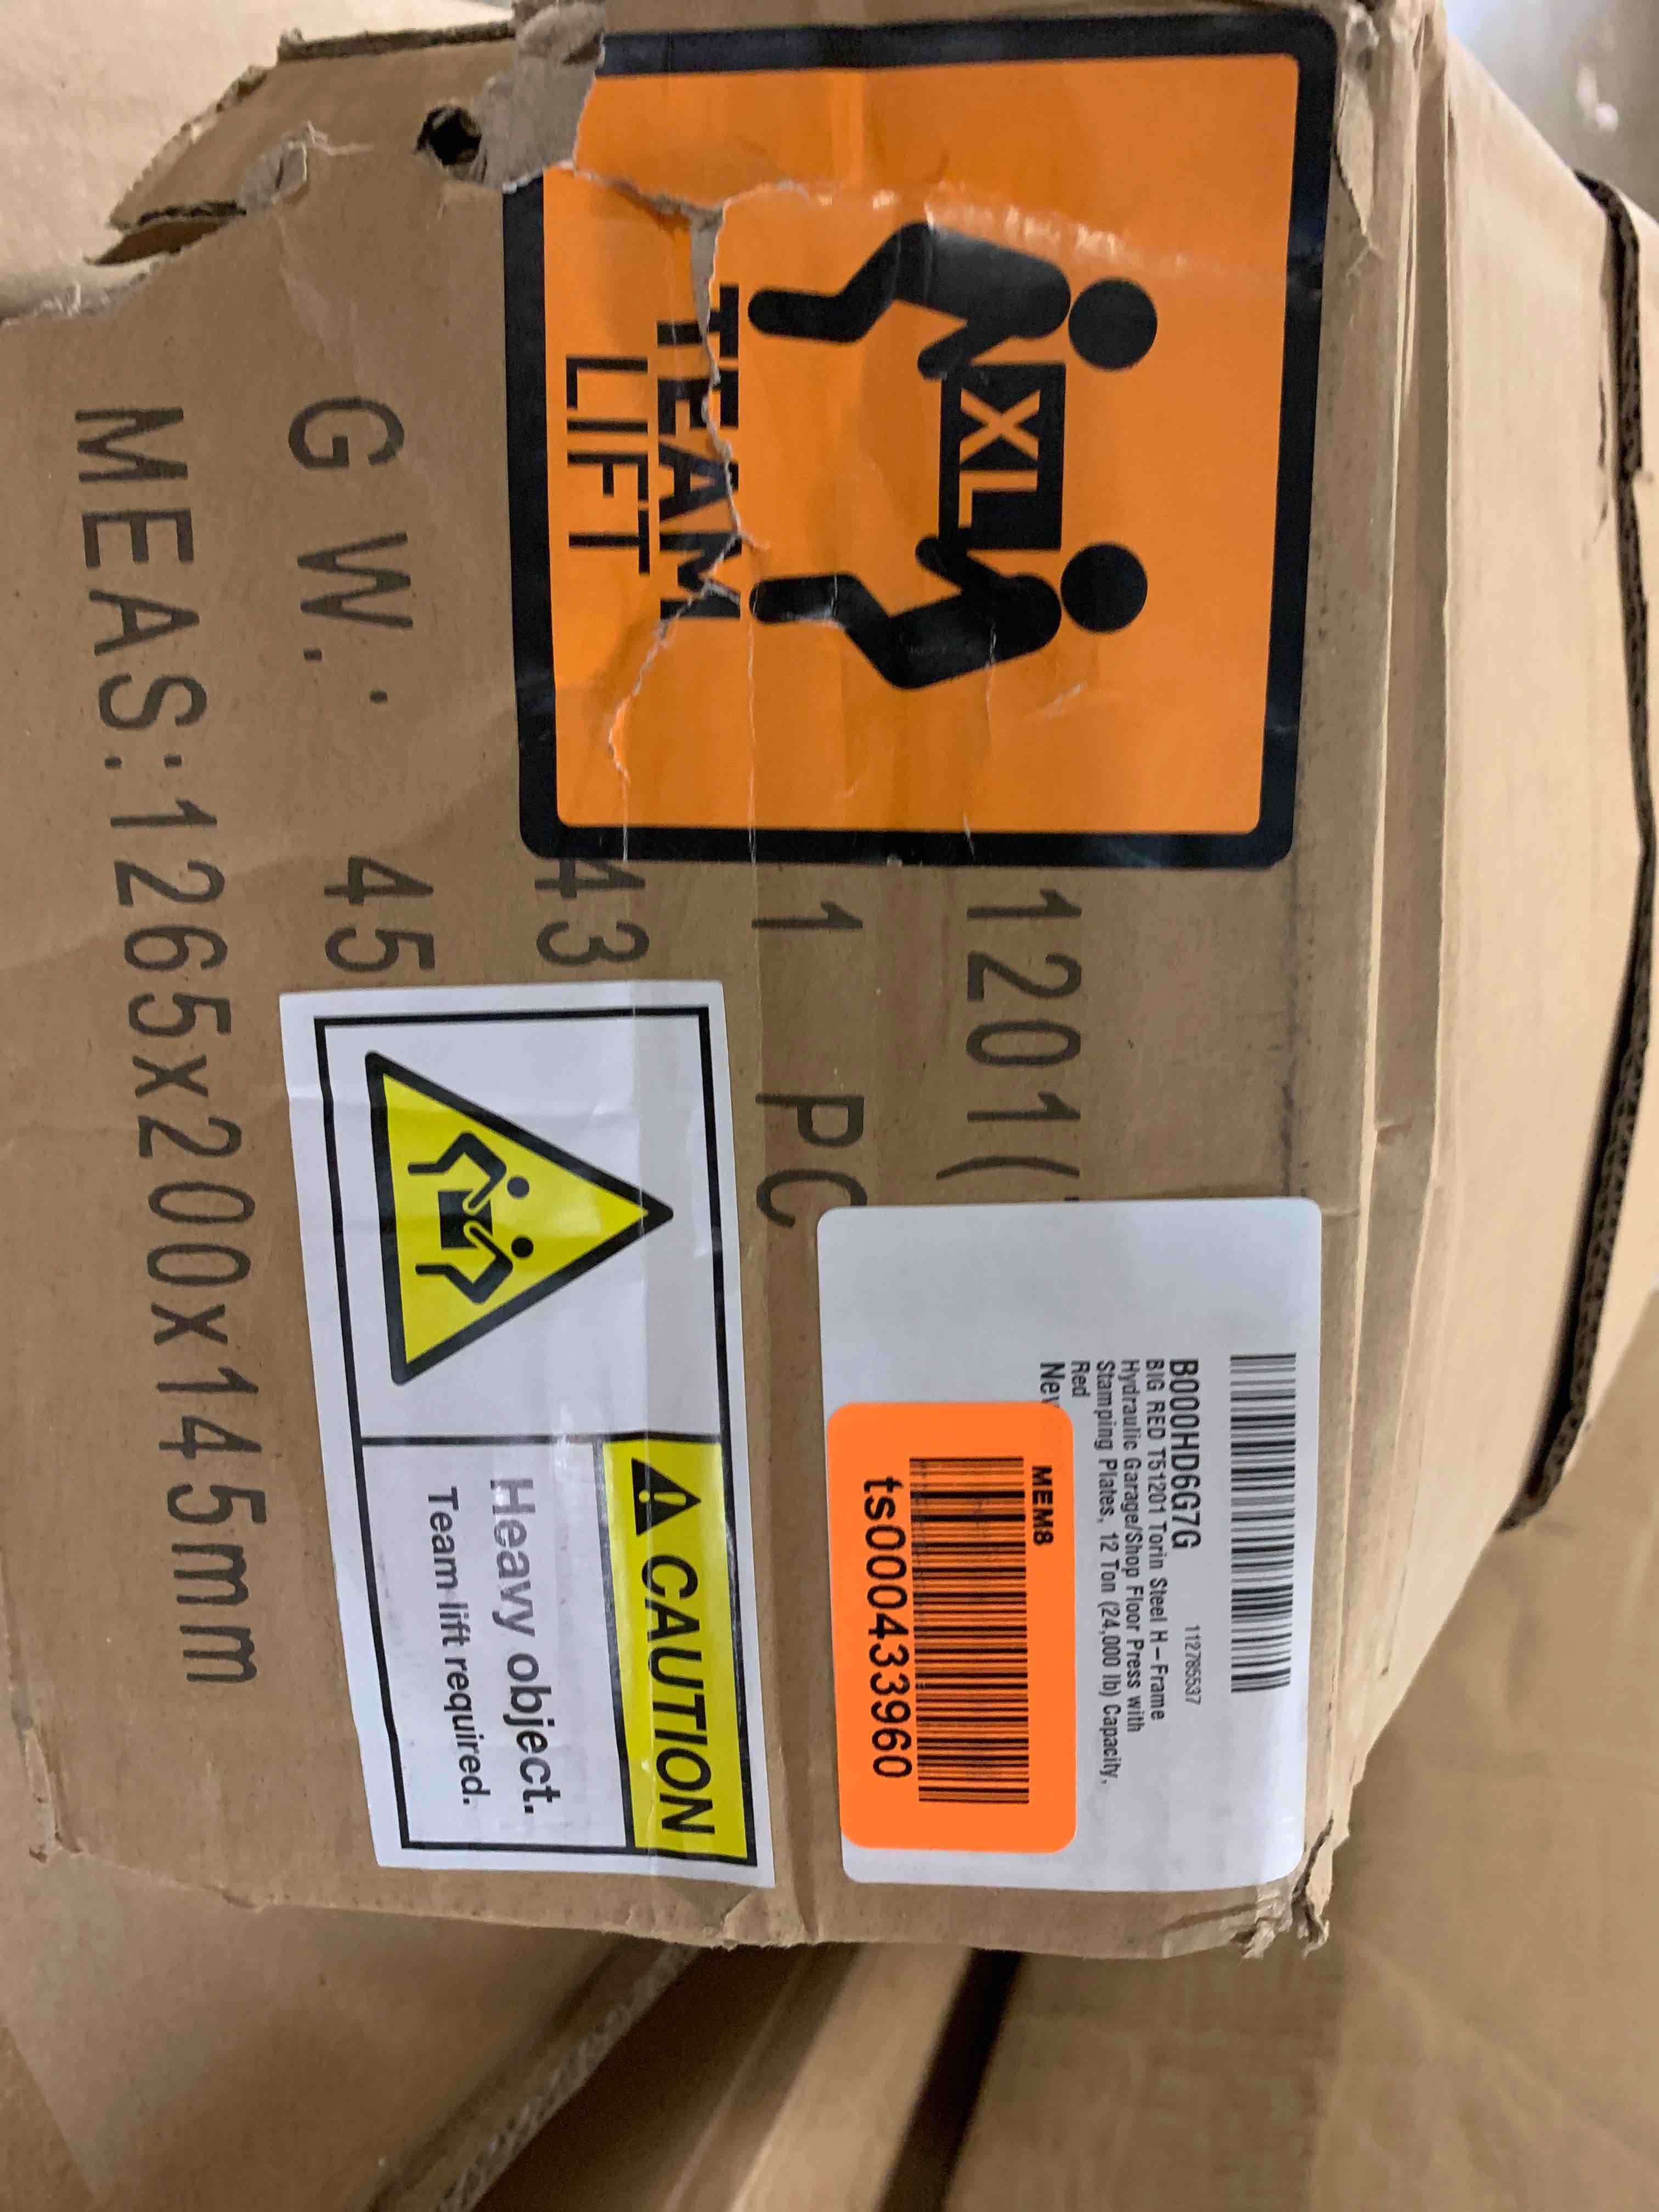 XL
TEAM
LIFT
1201(
1 PC
43
G W. : 45
MEAS:1265x200x145mm
B000HD6G7G 112785537
BIG RED T51201 Torin Steel H-Frame
Hydraulic Garage/Shop Floor Press with
Stamping Plates, 12 Ton (24,000 lb) Capacity,
Red
MEM8
ts000433960
CAUTION
Heavy object.
Team lift required.